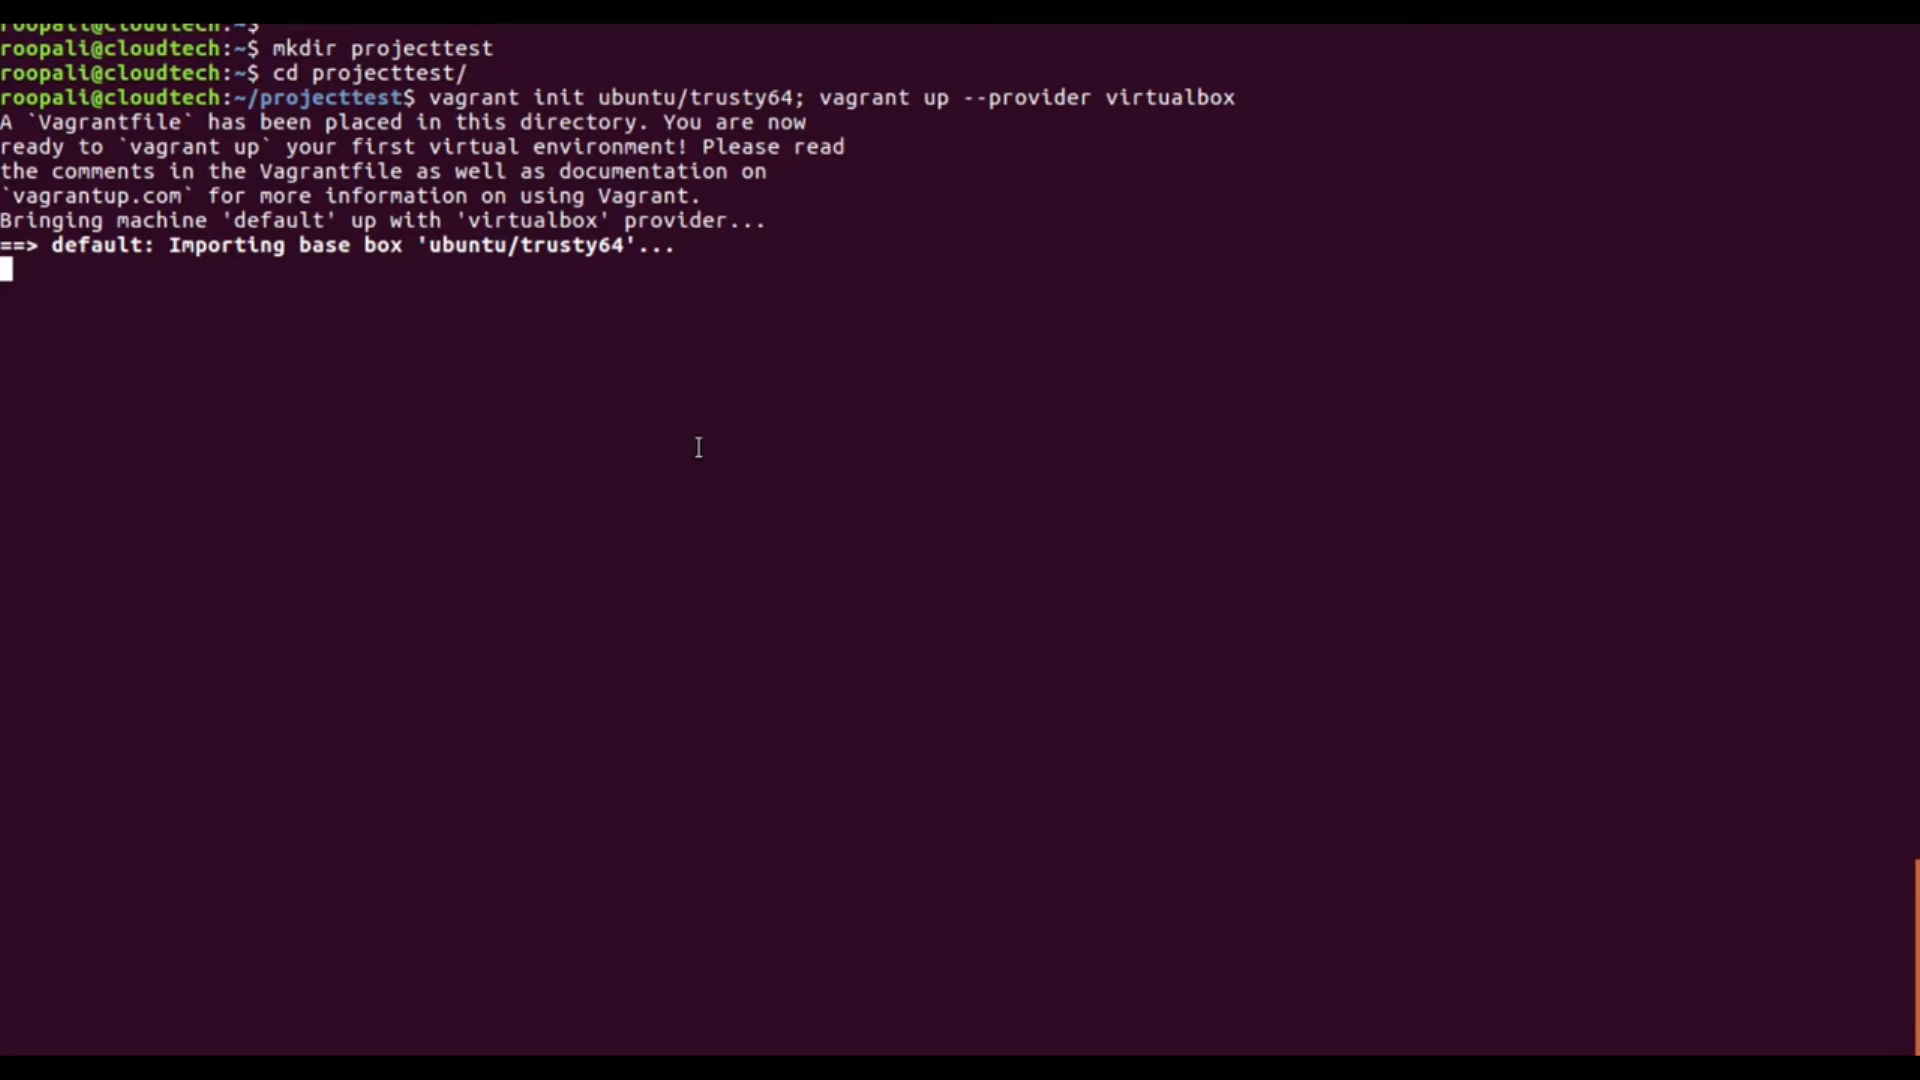 roopali@cloudtech:~$
roopali@cloudtech:~$ mkdir projecttest
roopali@cloudtech:~$ cd projecttest/
roopali@cloudtech:~/projecttest$ vagrant init ubuntu/trusty64; vagrant up --provider virtualbox
A `Vagrantfile` has been placed in this directory. You are now
ready to `vagrant up` your first virtual environment! Please read
the comments in the Vagrantfile as well as documentation on
`vagrantup.com` for more information on using Vagrant.
Bringing machine 'default' up with 'virtualbox' provider...
==> default: Importing base box 'ubuntu/trusty64'...